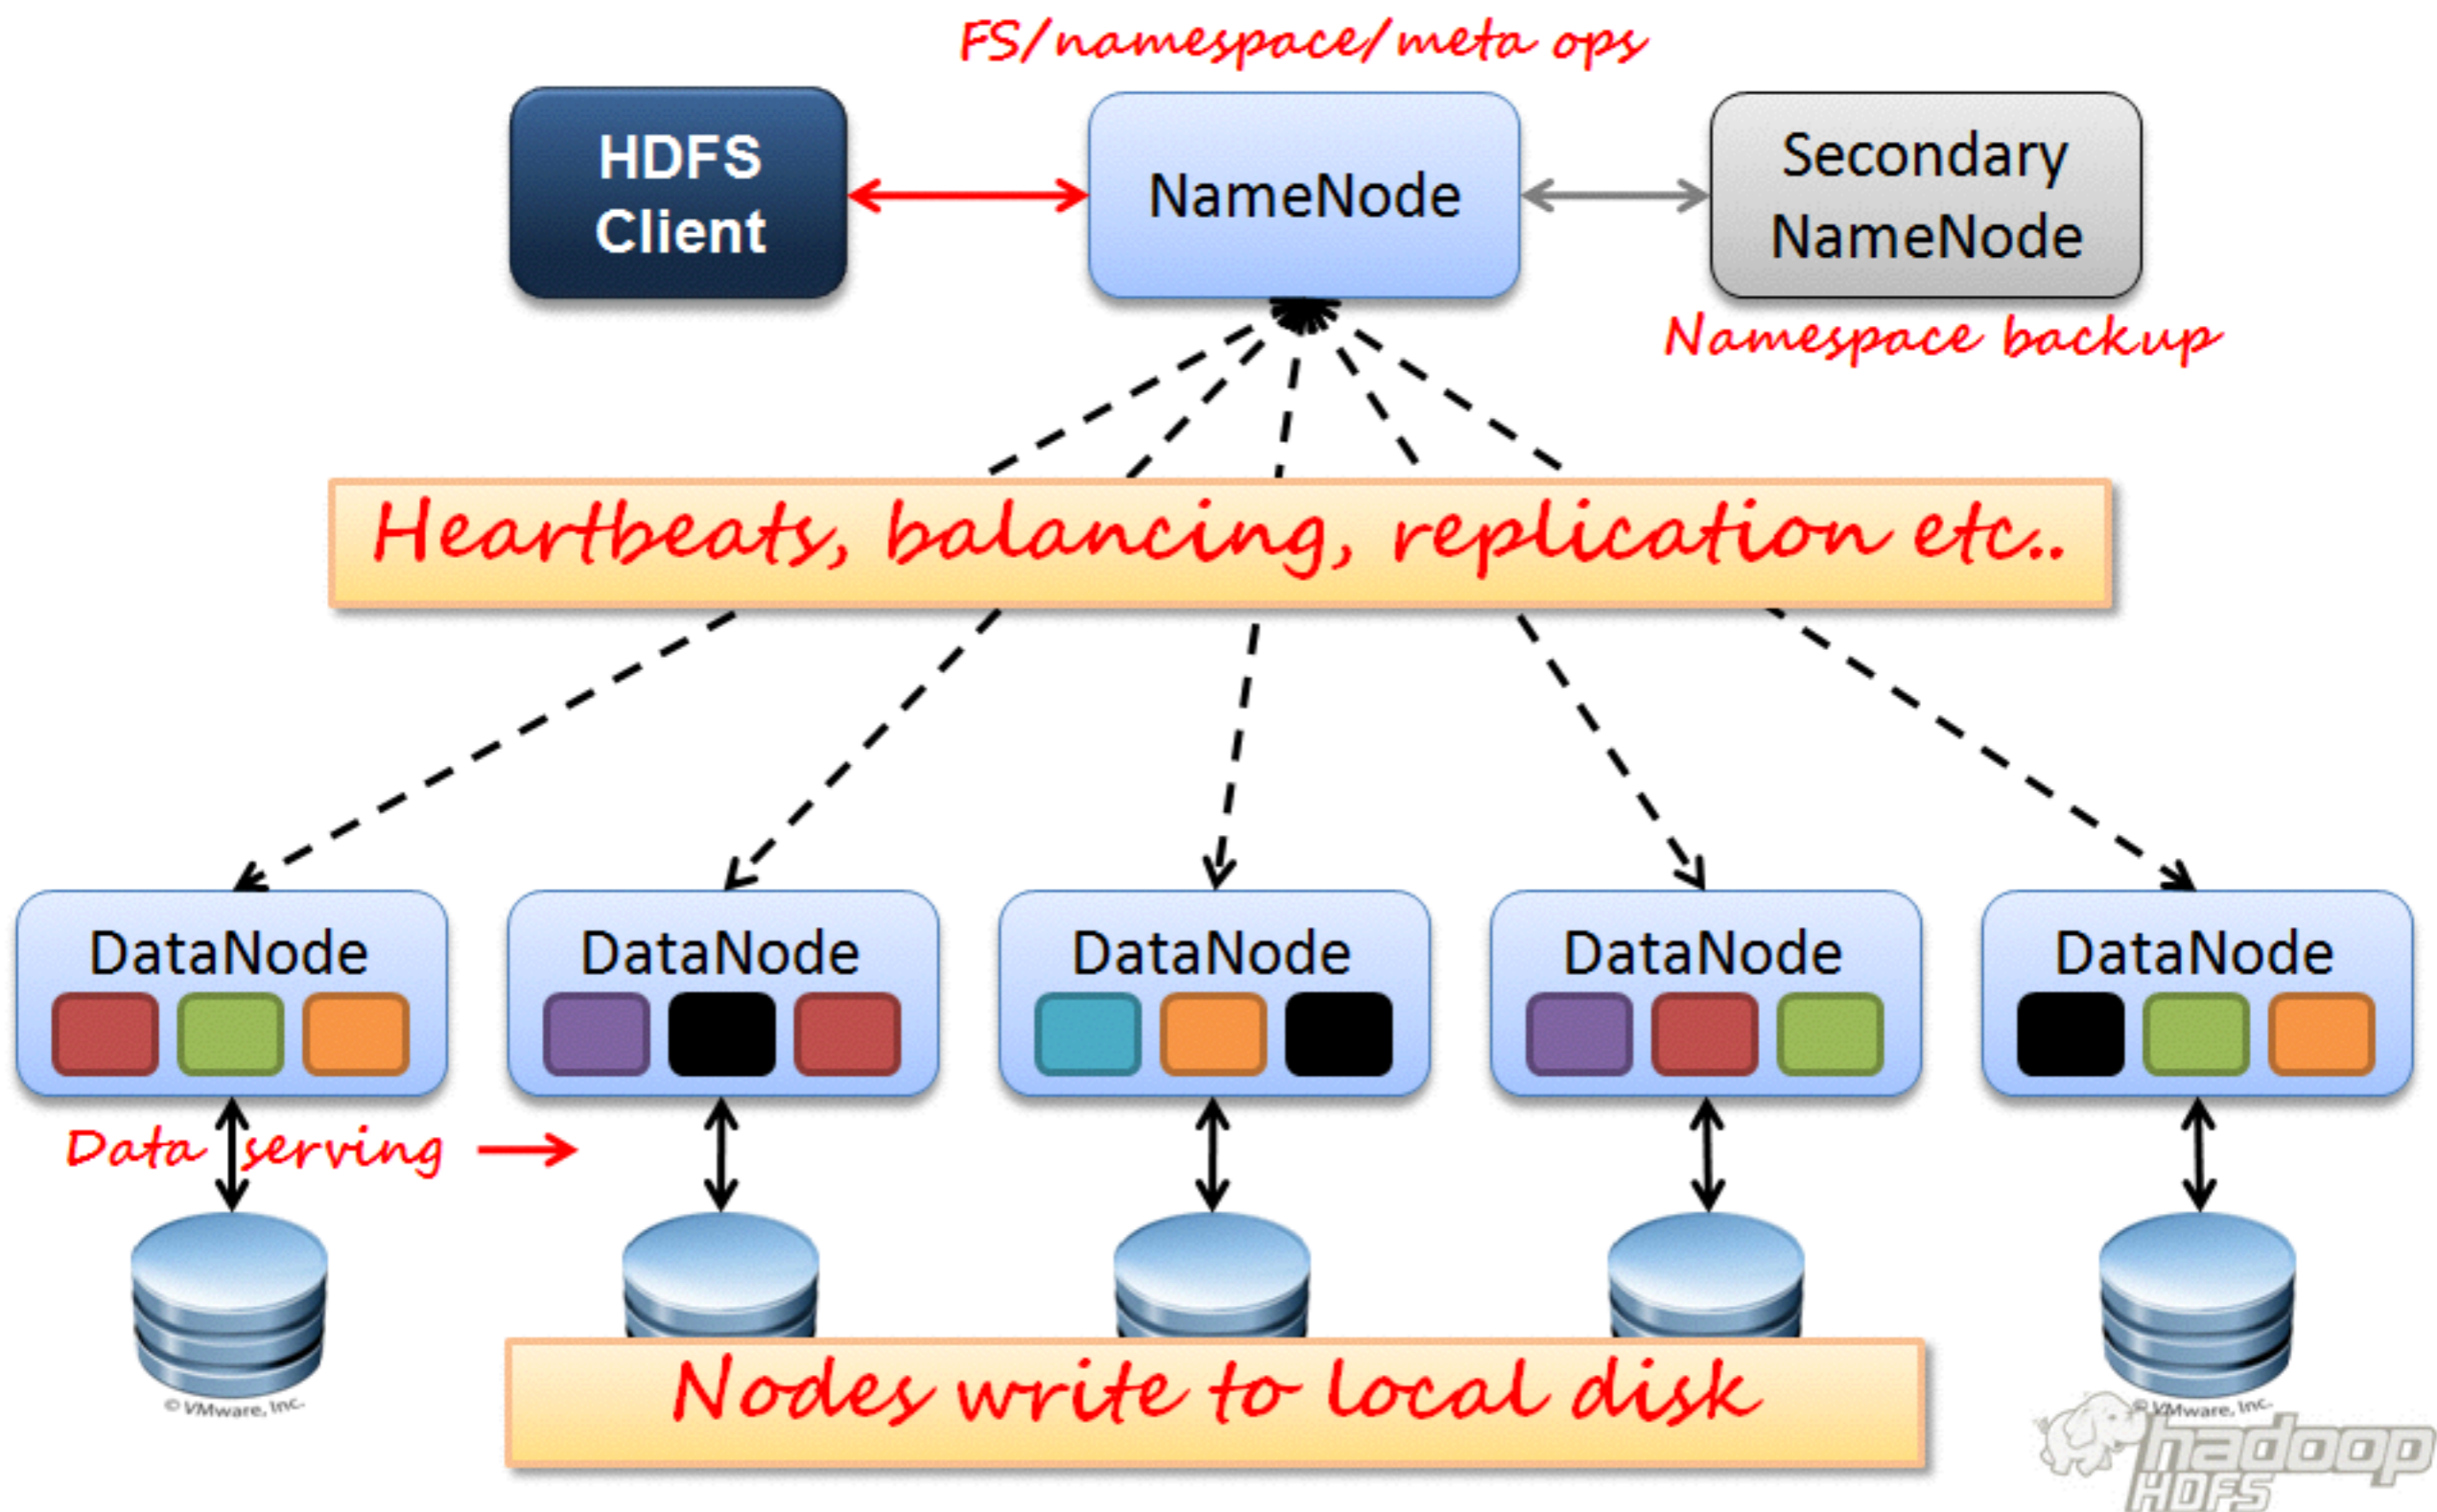 FS/namespace/meta ops
HDFS
Client
NameNode
Secondary
NameNode
Namespace backup
Heartbeats, balancing, replication etc..
DataNode
DataNode
DataNode
DataNode
DataNode
Data serving
Nodes write to local disk
© VMware, Inc.
© VMware, Inc.
hadoop
HDFS